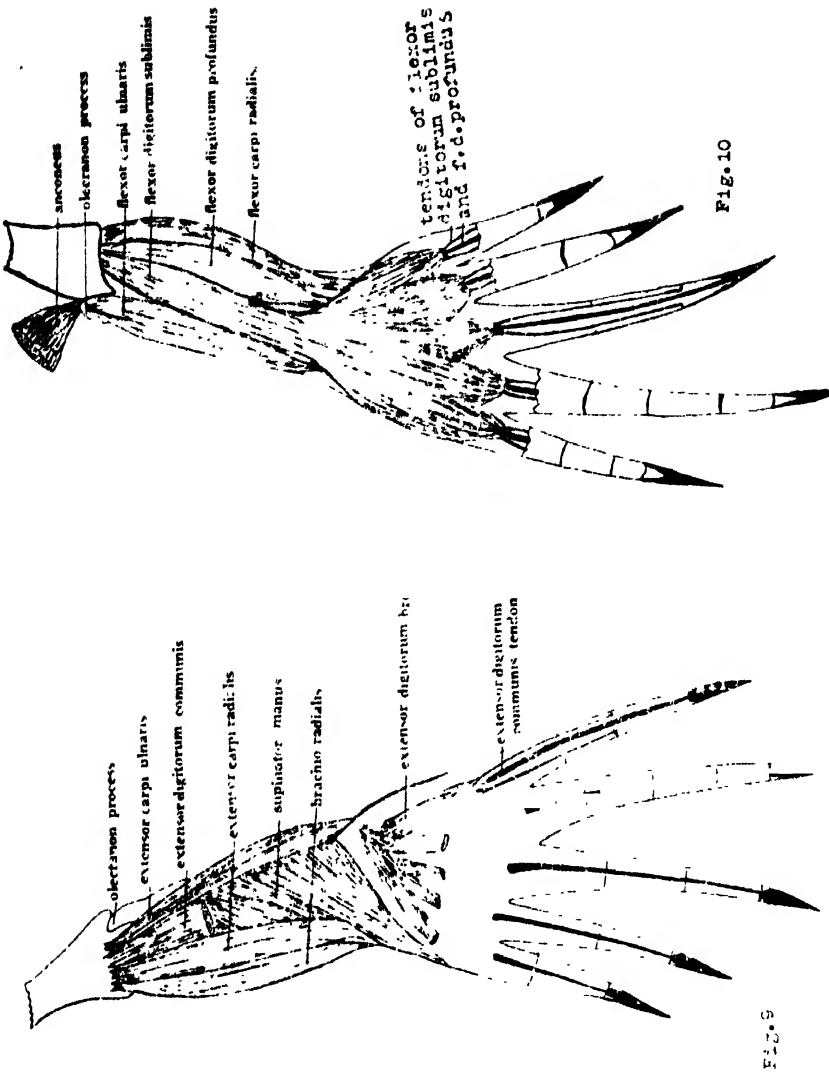 olecranon process
extensor carpi ulnaris
extensor digitorum communis
extensor carpi radialis
supinator manus
brachio radialis
extensor digitorum
extensor digitorum
communis tendon
Fig.9
anconeus
olecranon process
flexor carpi ulnaris
flexor digitorum sublimis
flexor digitorum profundus
flexor carpi radialis.
tendons of flexor
digitorum sublimis
and f.d.profundus
Fig.10